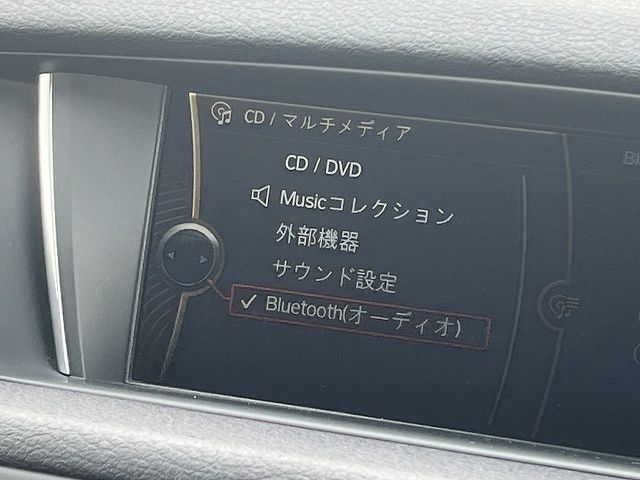 CD / マルチメディア
CD / DVD
Musicコレクション
外部機器
サウンド設定
Bluetooth(オーディオ)